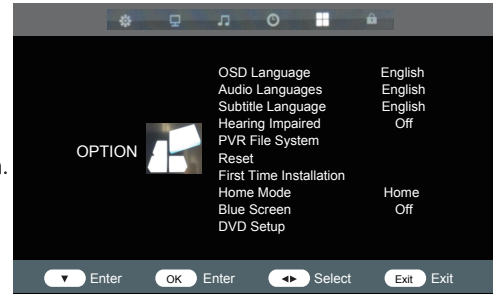 OSD Language English
Audio Languages English
Subtitle Language English
Hearing Impaired Off
PVR File System
OPTION
Reset
First Time Installation
Home Mode Home
Blue Screen Off
DVD Setup
Enter OK Enter Select Exit Exit